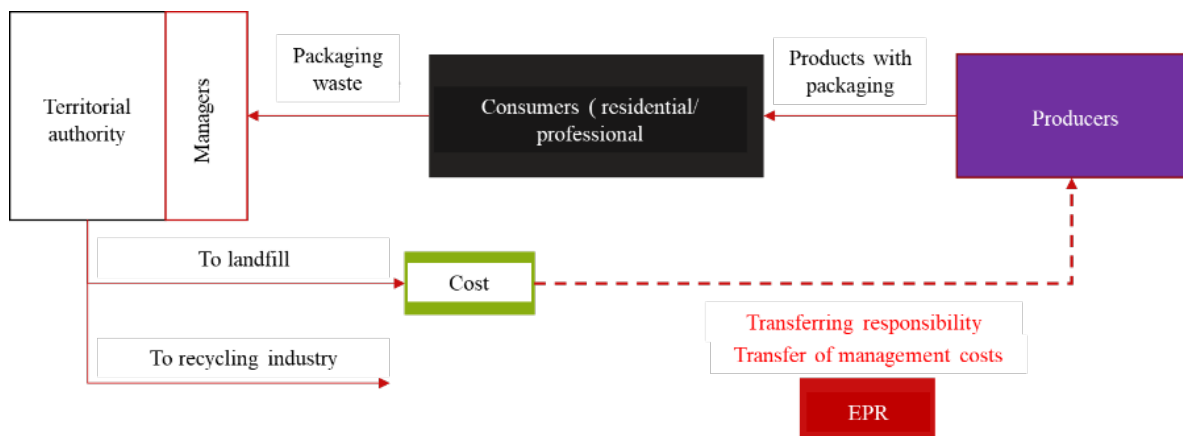 Territorial
authority
Managers
Packaging
waste
Consumers ( residential/
professional
Products with
packaging
Producers
To landfill
Cost
To recycling industry
Transferring responsibility
Transfer of management costs
EPR